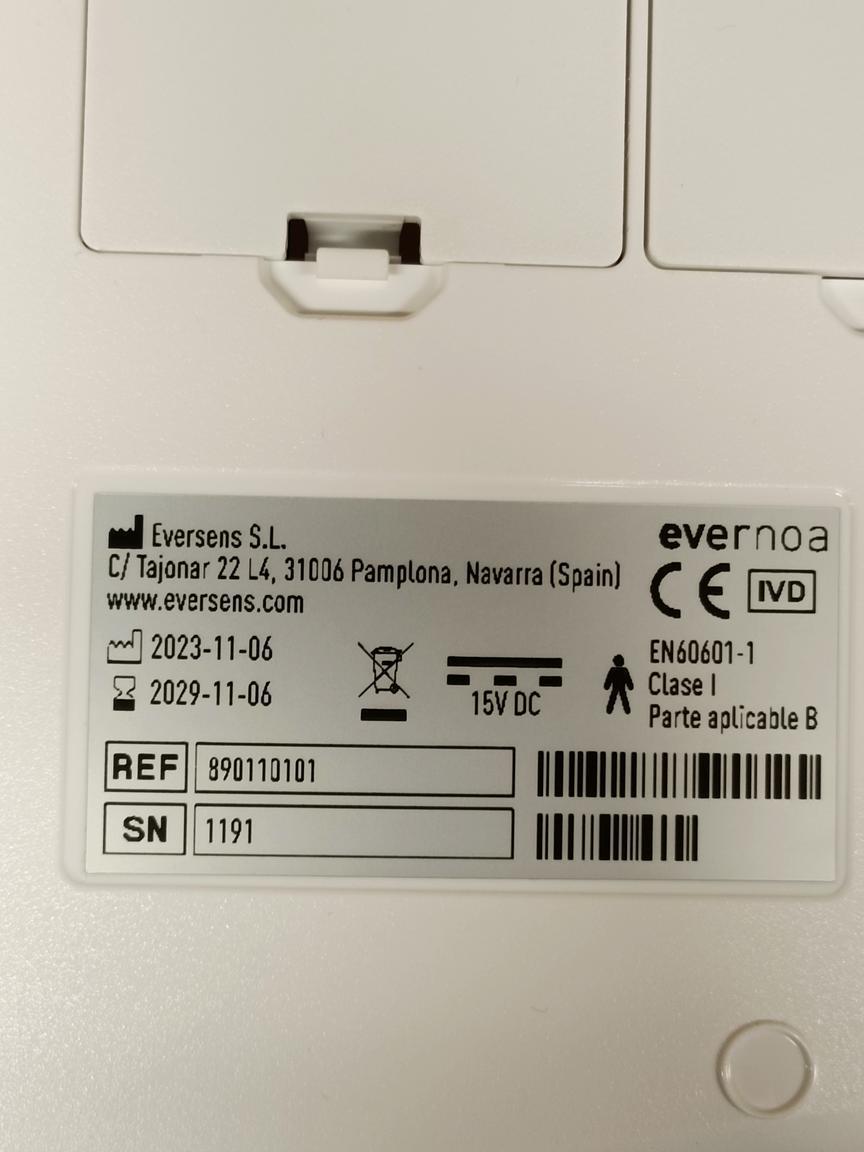 Eversens S.L.
C/ Tajonar 22 L4, 31006 Pamplona, Navarra (Spain)
www.eversens.com
evernoa
CE IVD
2023-11-06
2029-11-06
15V DC
EN60601-1
Clase I
Parte aplicable B
REF 890110101
SN 1191